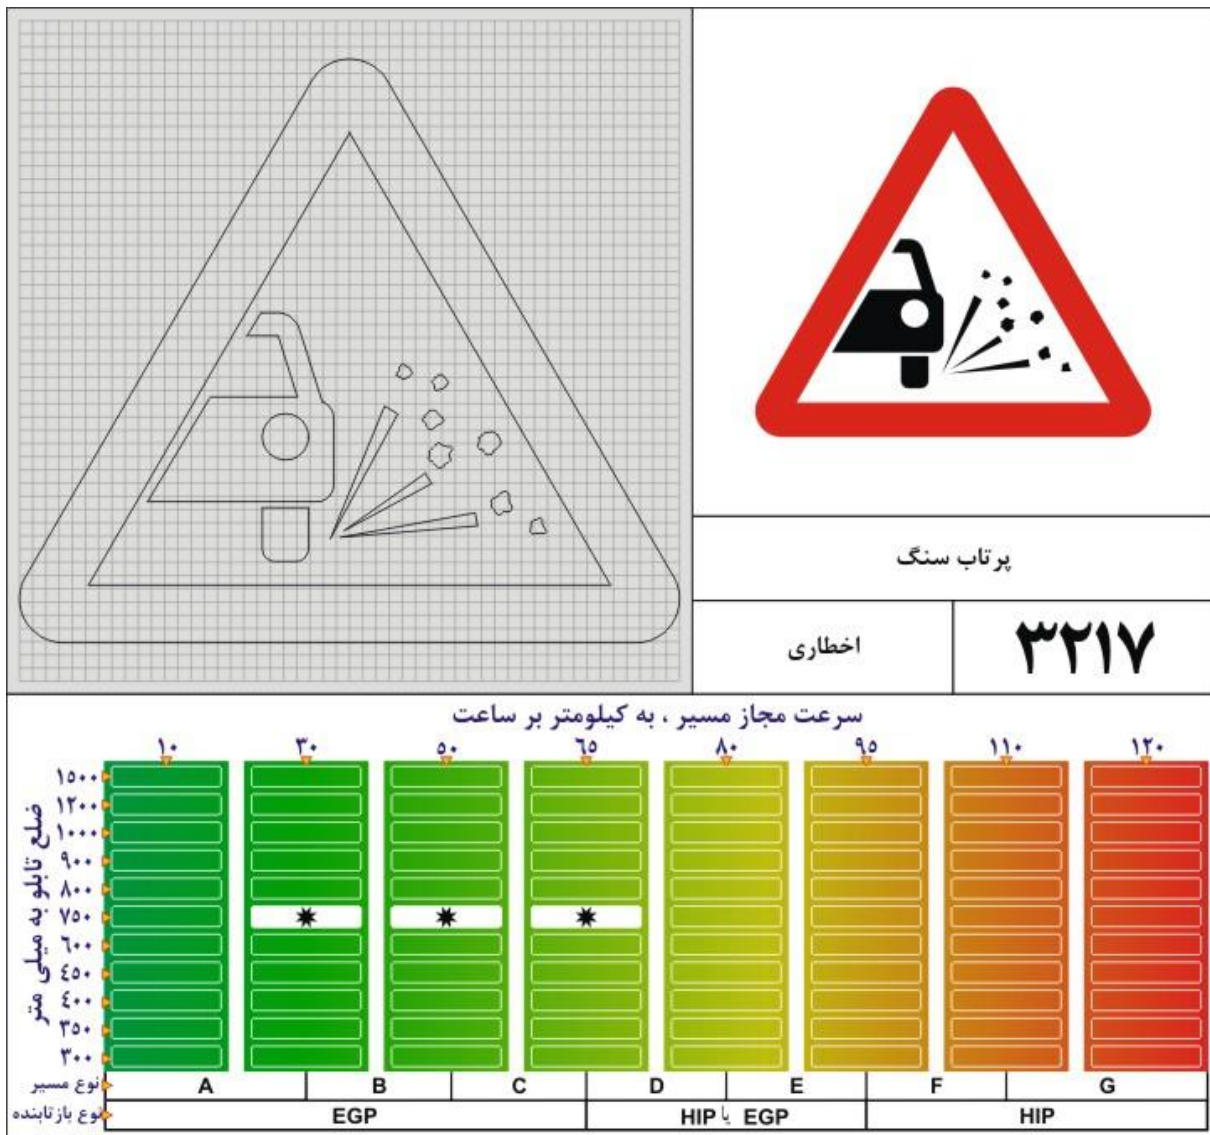 پرتاب سنگ
۳۲۱۷
اخطاری
سرعت مجاز مسیر ، به کیلومتر بر ساعت
۱۰ ۳۰ ۵۰ ۶۵ ۸۰ ۹۵ ۱۱۰ ۱۲۰
ضلع تابلو به میلی متر
۱۵۰۰
۱۲۰۰
۱۰۰۰
۹۰۰
۸۰۰
۷۵۰
۶۰۰
٤۵۰
٤۰۰
۳۵۰
۳۰۰
نوع مسیر A B C D E F G
نوع بازتابنده EGP HIP یا EGP HIP